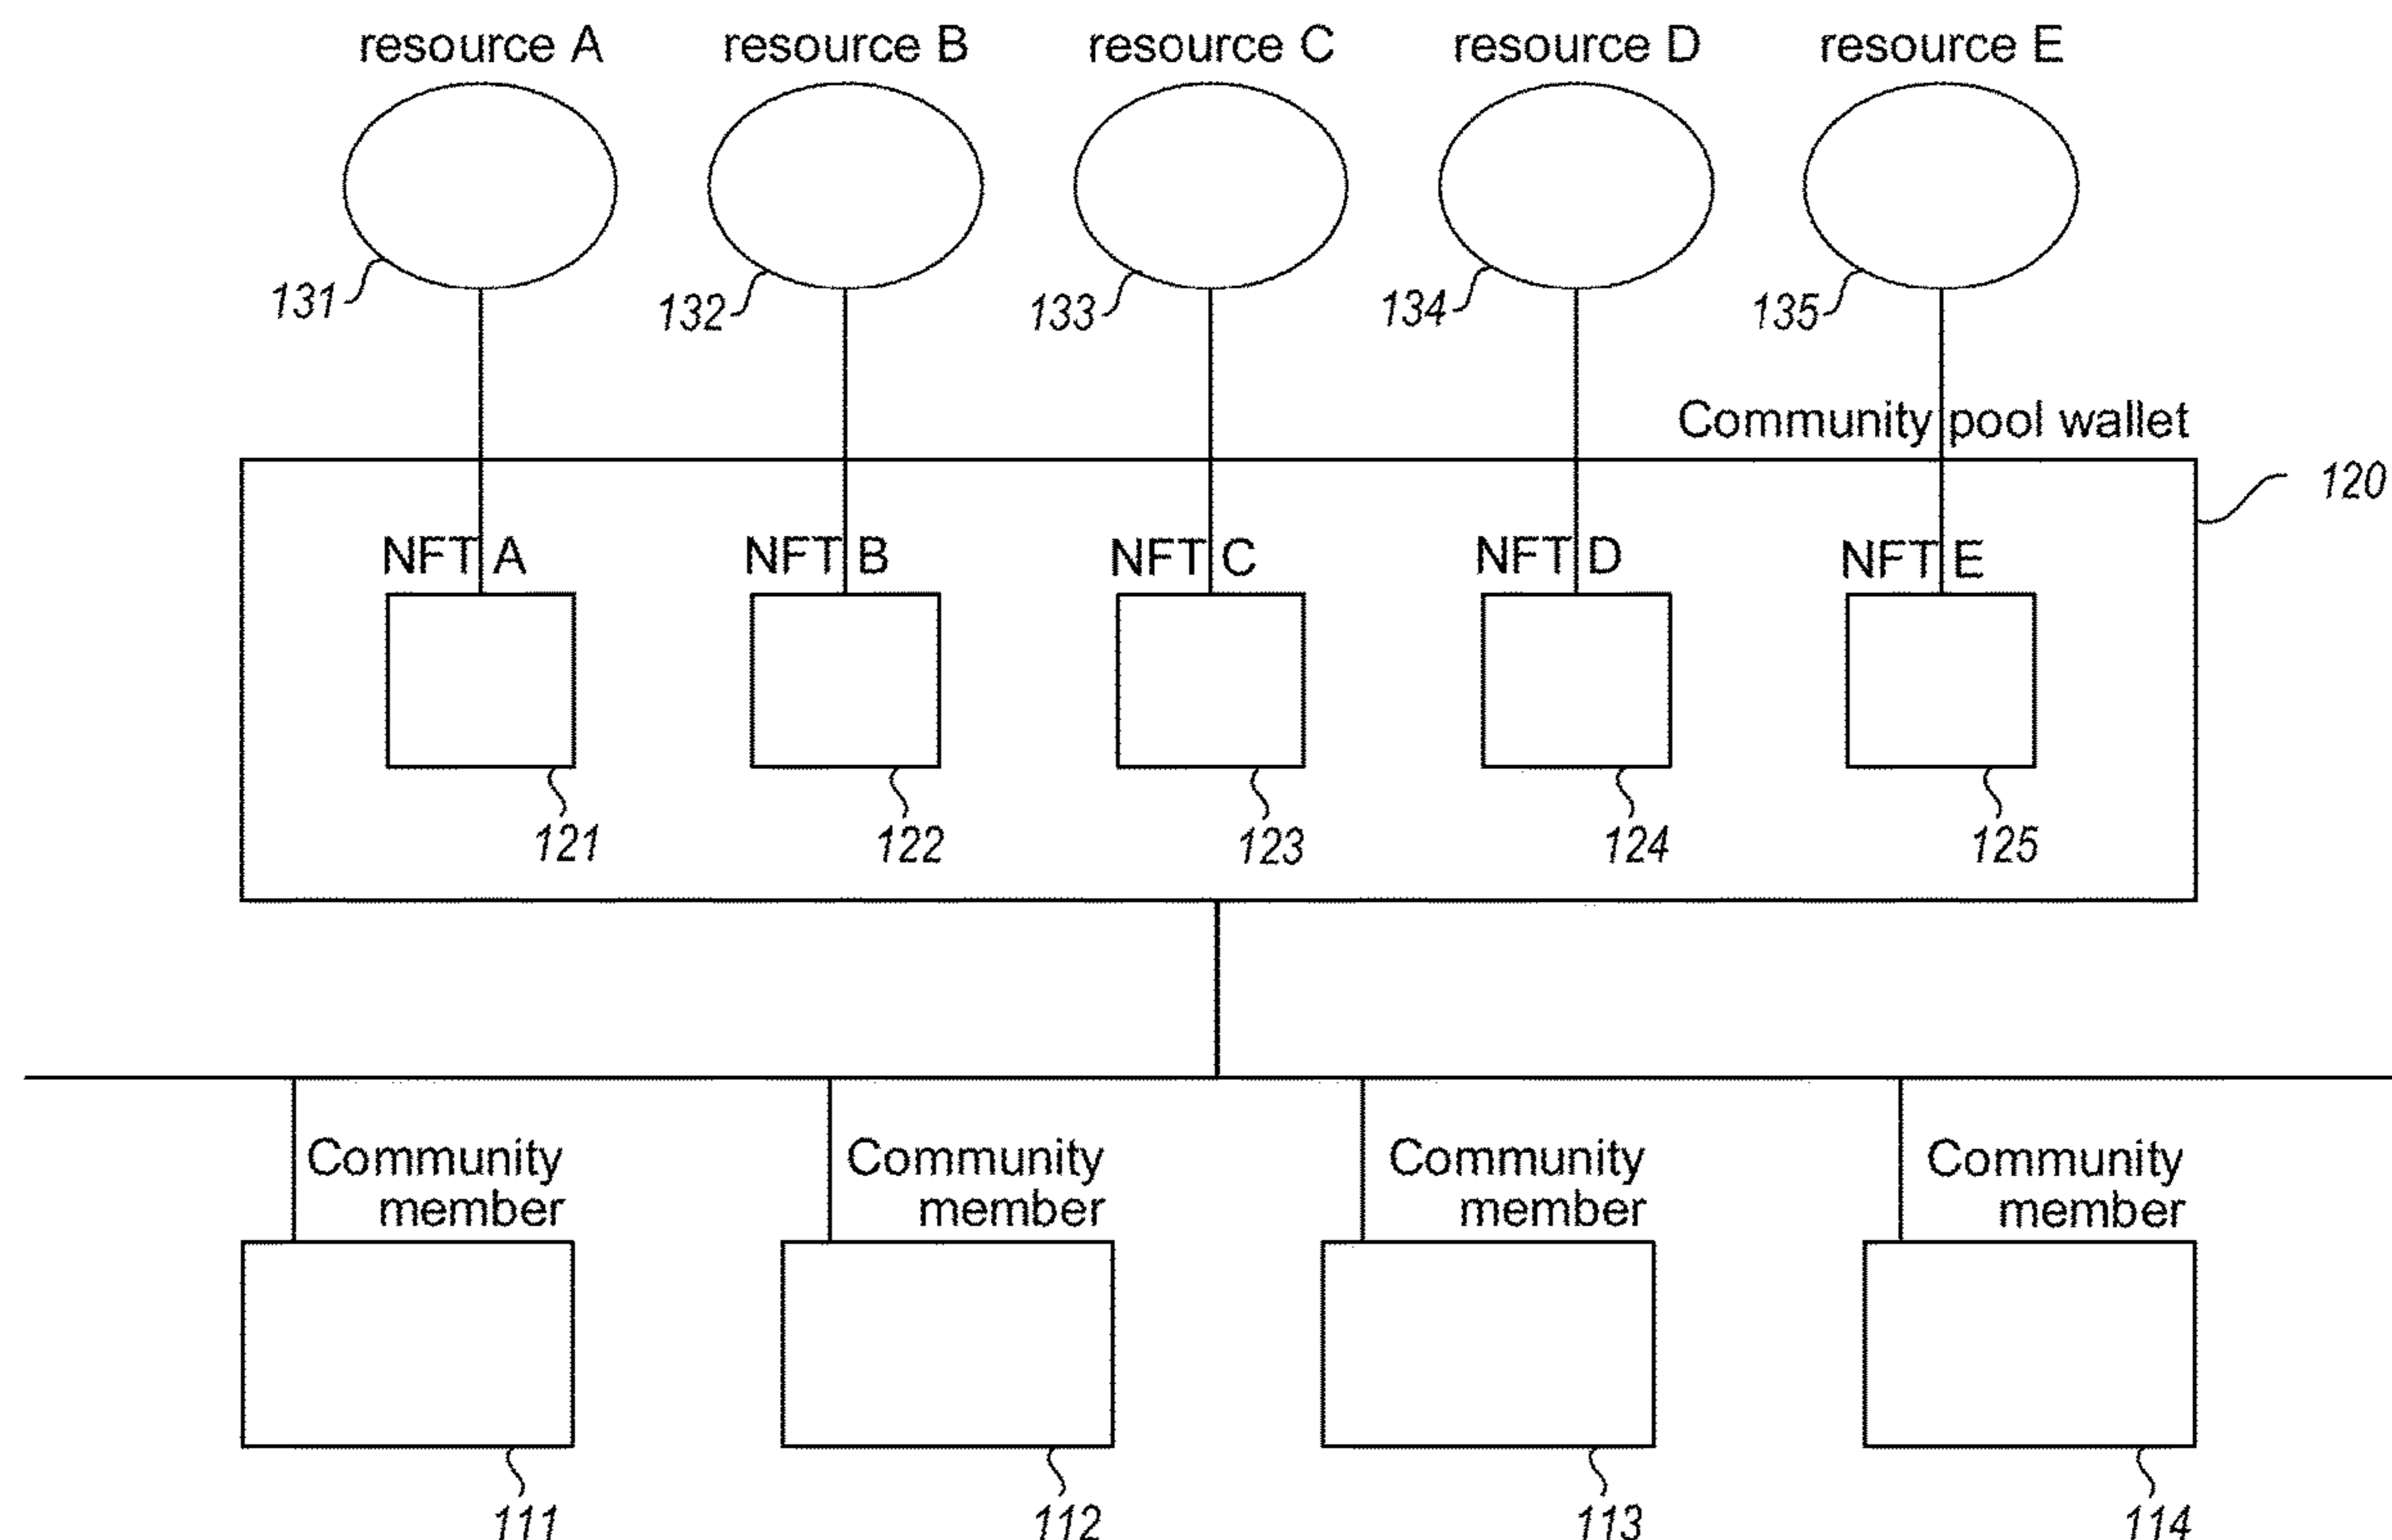 resource A resource B resource C resource D resource E
131 132 133 134 135
Community pool wallet
120
NFT A NFT B NFT C NFT D NFT E
121 122 123 124 125
Community Community Community Community
member member member member
111 112 113 114